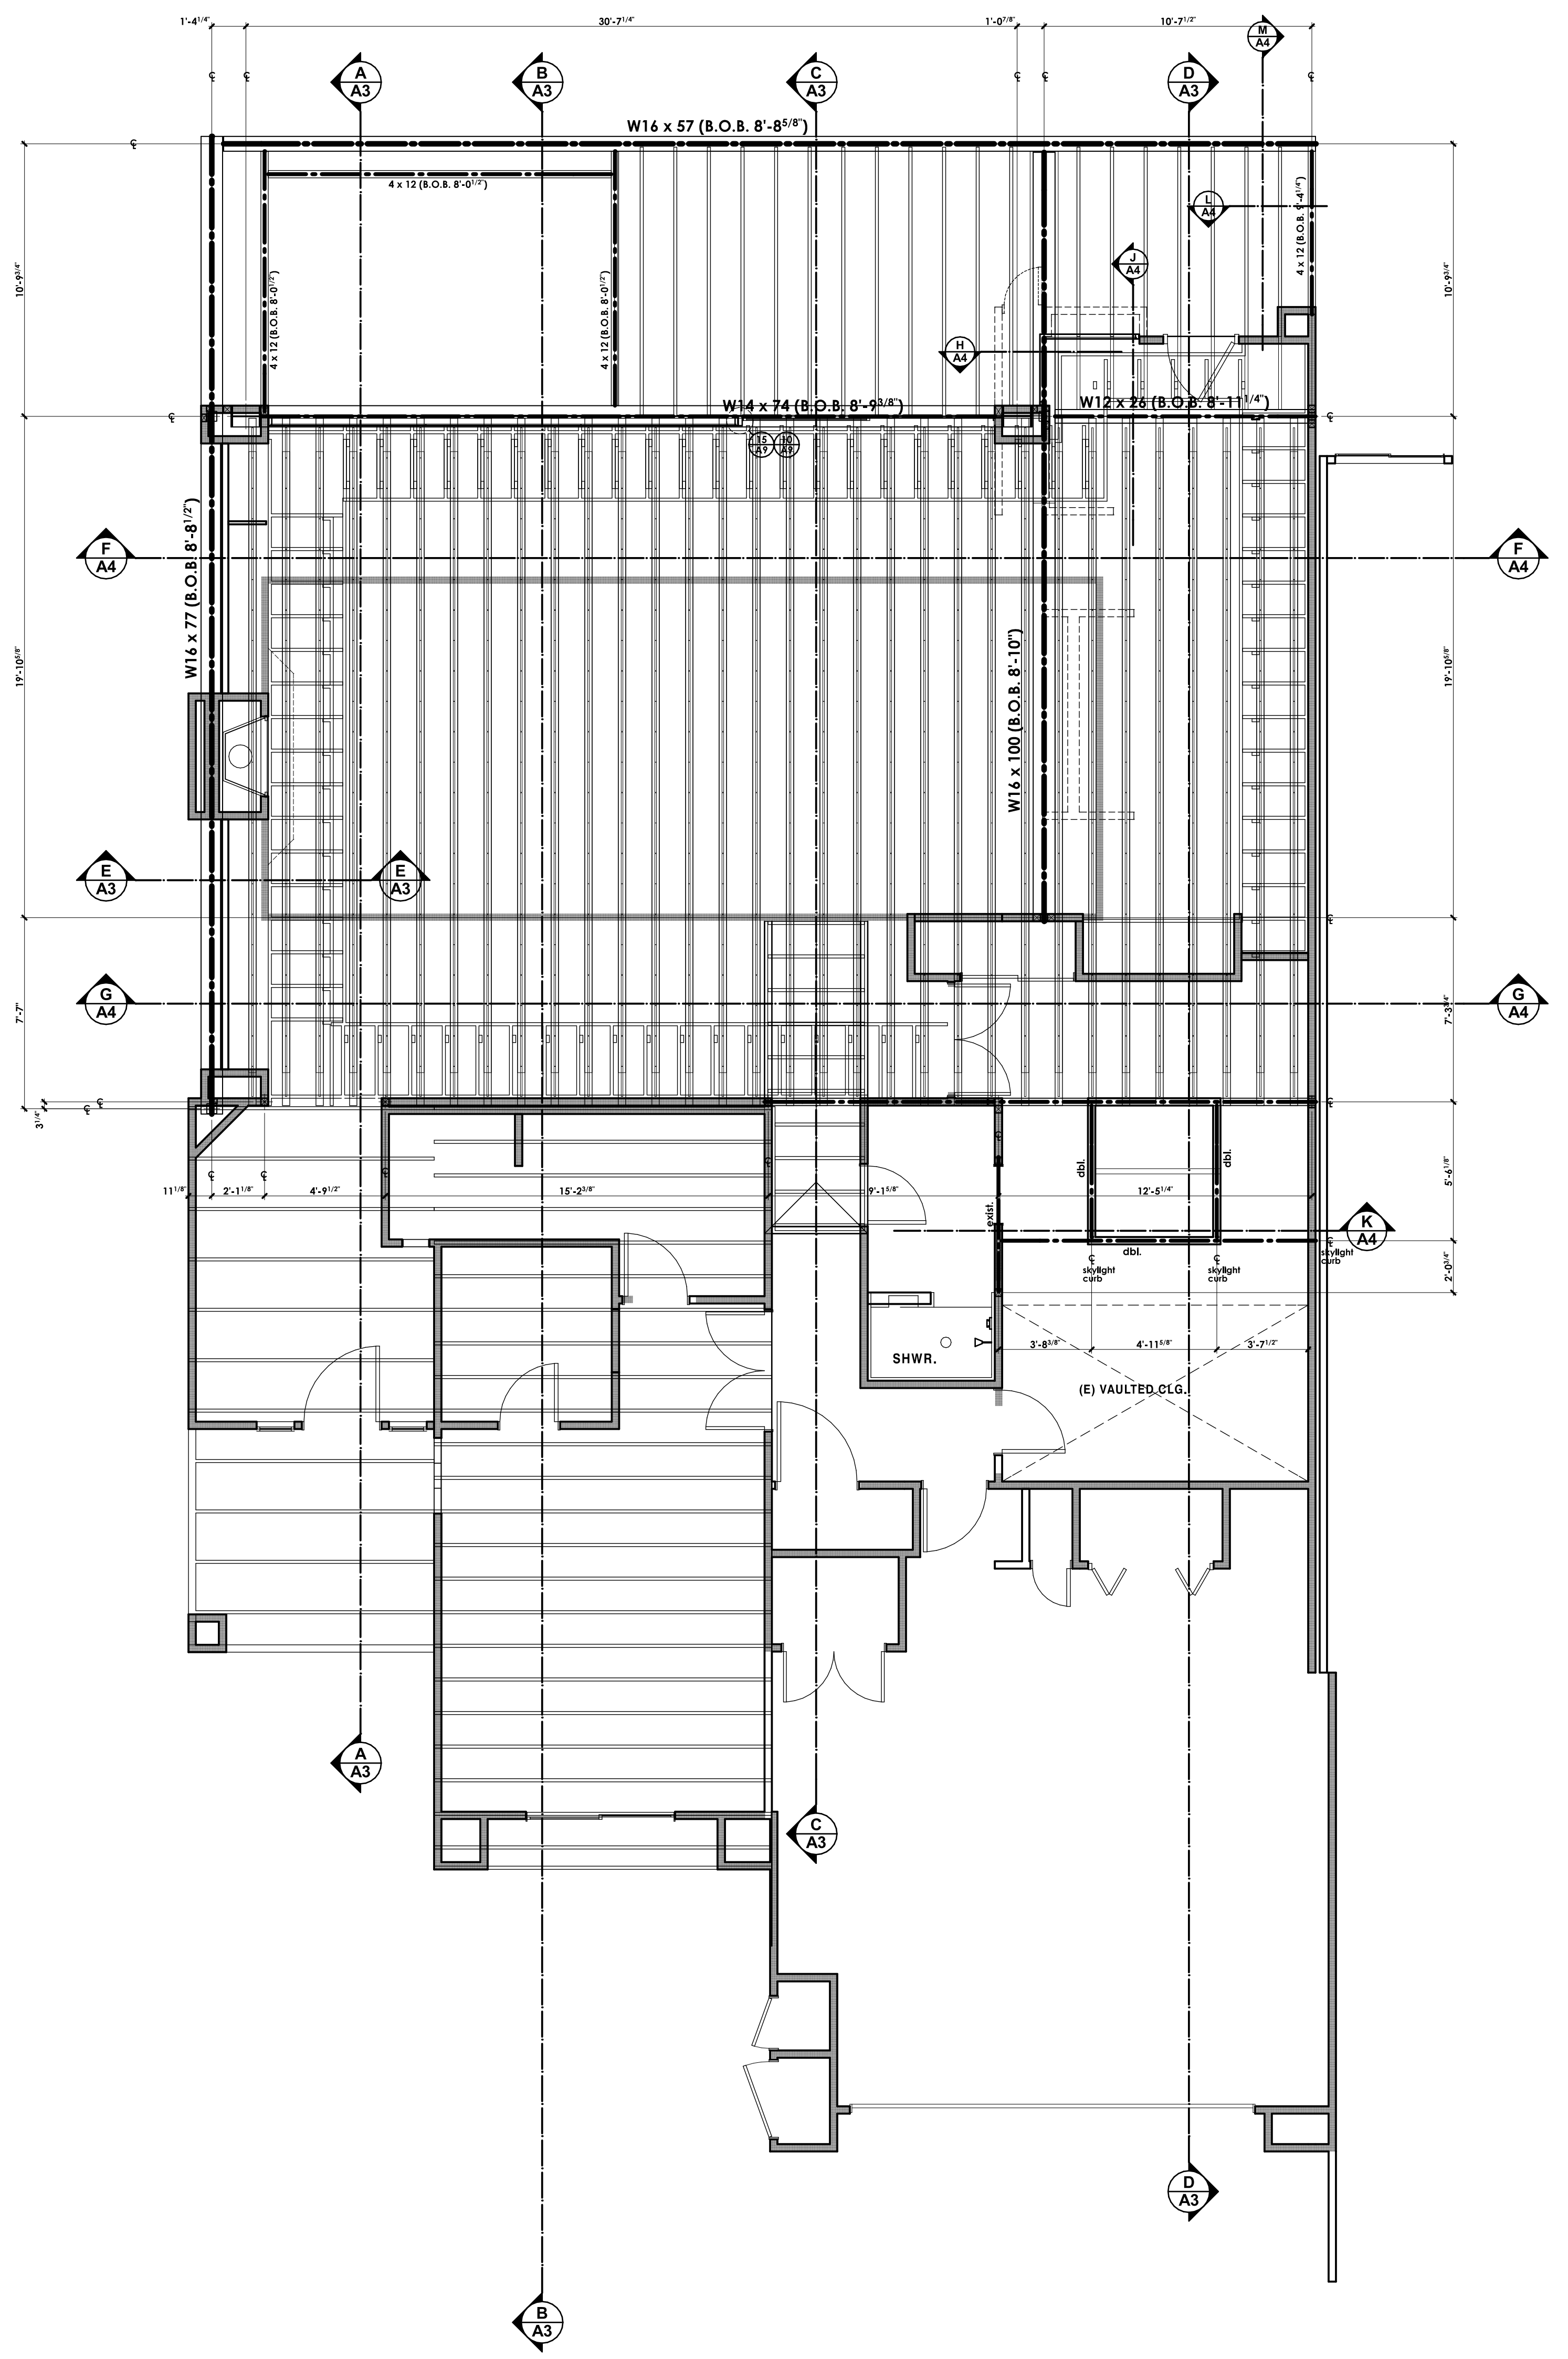 1'-4 1/4" 30'-7 1/4" 1'-0 7/8" 10'-7 1/2"
M
A4
A
A3
B
A3
C
A3
D
A3
W16 x 57 (B.O.B. 8'-8 5/8")
4 x 12 (B.O.B. 8'-0 1/2")
4 x 12 (B.O.B. 9'-4 1/4")
L
A4
J
A4
10'-9 3/4"
4 x 12 (B.O.B. 8'-0 1/2")
4 x 12 (B.O.B. 8'-0 1/2")
10'-9 3/4"
H
A4
W14 x 74 (B.O.B. 8'-9 3/8")
W12 x 26 (B.O.B. 8'-11 1/4")
15
A9
10
A9
W16 x 77 (B.O.B. 8'-8 1/2")
F
A4
F
A4
19'-10 5/8"
W16 x 100 (B.O.B. 8'-10")
19'-10 5/8"
E
A3
E
A3
G
A4
G
A4
7'-7"
7'-3 3/4"
3 1/4"
11 1/8" 2'-1 1/8" 4'-9 1/2" 15'-2 3/8" 9'-1 5/8" 12'-5 1/4"
dbl.
dbl.
5'-6 1/8"
exist.
K
A4
dbl.
skylight
curb
skylight
curb
skylight
curb
2'-0 3/4"
3'-8 3/8" 4'-11 5/8" 3'-7 1/2"
SHWR.
(E) VAULTED CLG.
A
A3
C
A3
D
A3
B
A3